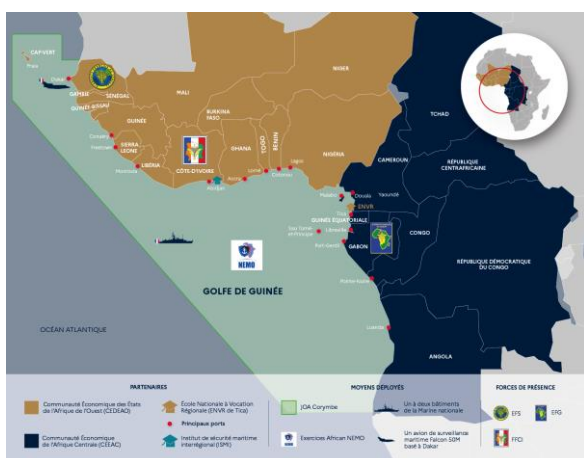 CAP-VERT
Praia
Dakar
GAMBIE
SÉNÉGAL
GUINÉE-BISSAU
MALI
NIGER
TCHAD
BURKINA
FASO
GUINÉE
Conakry
Freetown
SIERRA
LEONE
Monrovia
LIBÉRIA
CÔTE-D'IVOIRE
Abidjan
GHANA
Accra
TOGO
Lomé
BENIN
Cotonou
Lagos
NIGÉRIA
CAMEROUN
RÉPUBLIQUE
CENTRAFRICAINE
Malabo
Douala
Yaoundé
ENVR
Tica
GUINÉE ÉQUATORIALE
Sao Tomé
et Principe
Libreville
Port-Gentil
GABON
CONGO
RÉPUBLIQUE DÉMOCRATIQUE
DU CONGO
Pointe-Noire
Luanda
ANGOLA
NEMO
GOLFE DE GUINÉE
OCÉAN ATLANTIQUE
PARTENAIRES
Communauté Économique des États
de l'Afrique de l'Ouest (CEDEAO)
Communauté Économique
de l'Afrique Centrale (CEEAC)
École Nationale à Vocation
Régionale (ENVR de Tica)
Principaux ports
Institut de sécurité maritime
interrégional (ISMI)
MOYENS DÉPLOYÉS
JOA Corymbe
NEMO
Exercices African NEMO
Un à deux bâtiments
de la Marine nationale
Un avion de surveillance
maritime Falcon 50M
basé à Dakar
FORCES DE PRÉSENCE
EFS
EFG
FFCI